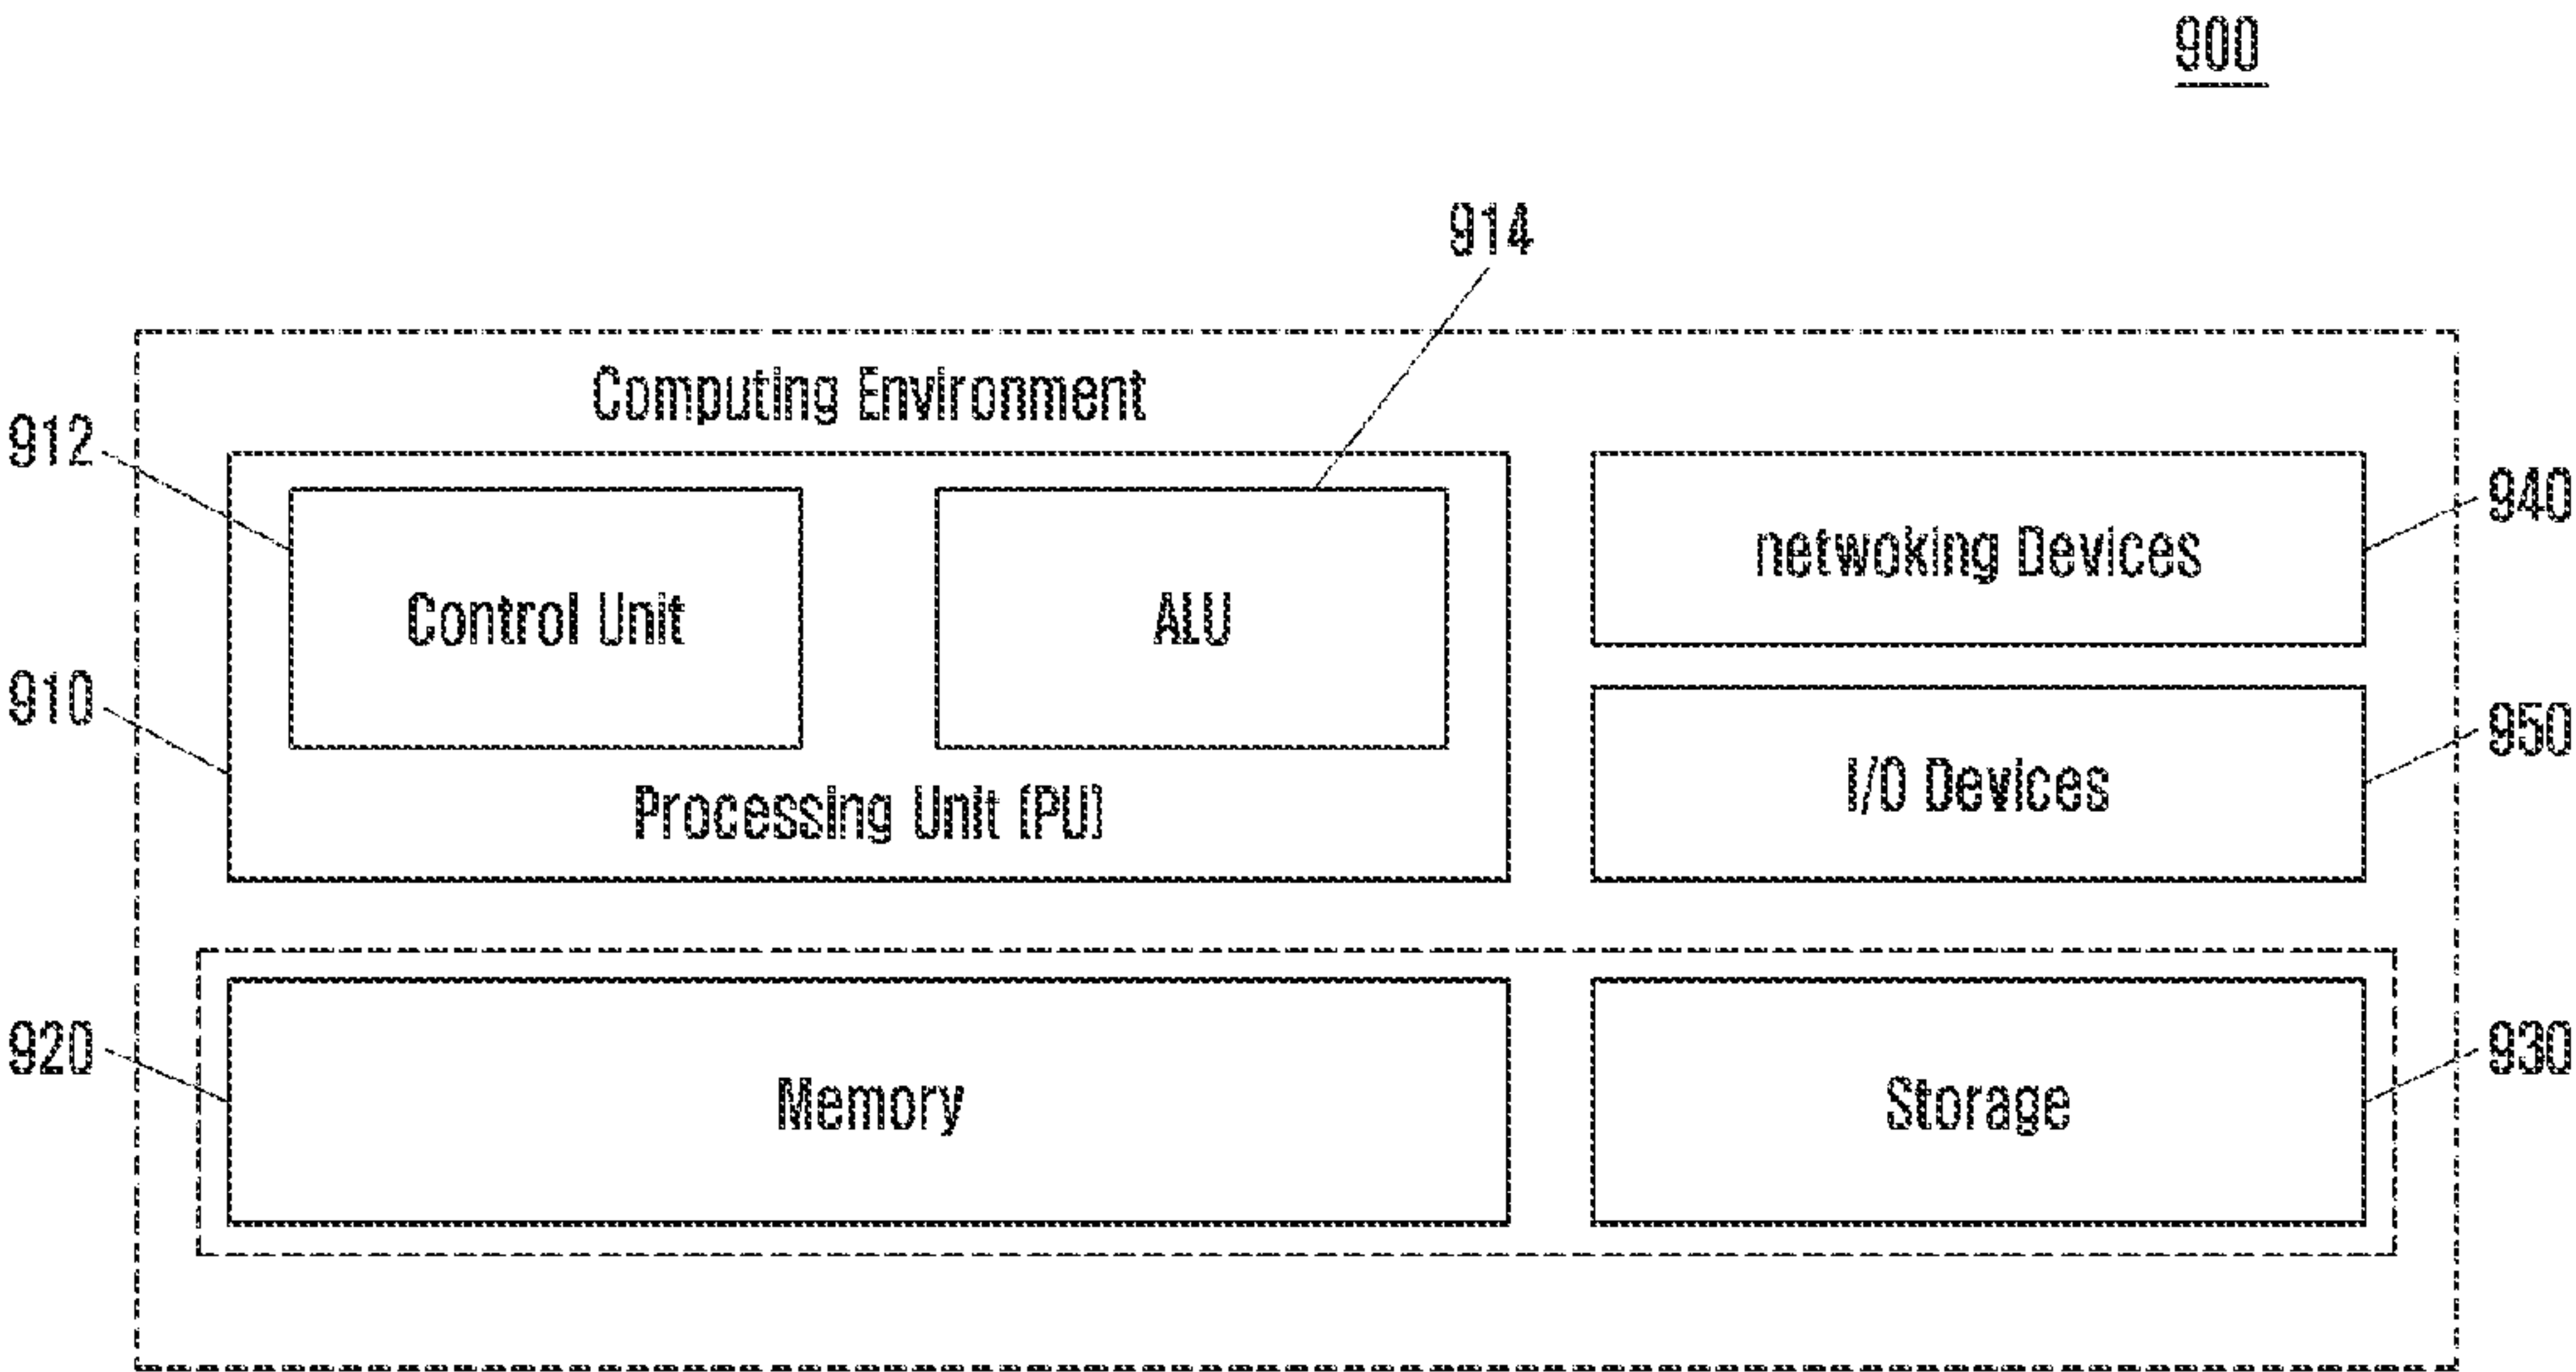 900
914
Computing Environment
912
940
networking Devices
Control Unit
ALU
910
950
I/O Devices
Processing Unit (PU)
920
930
Memory
Storage